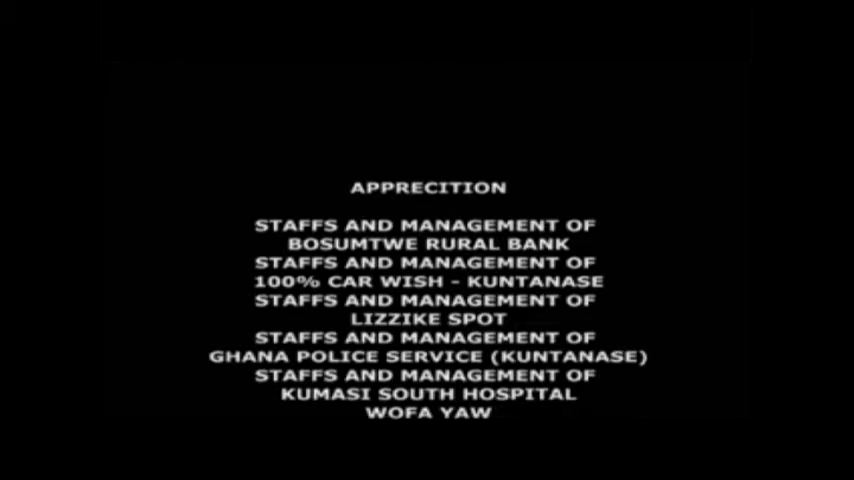 APPRECITION
STAFFS AND MANAGEMENT OF
BOSUMTWE RURAL BANK
STAFFS AND MANAGEMENT OF
100% CAR WISH - KUNTANASE
STAFFS AND MANAGEMENT OF
LIZZIKE SPOT
STAFFS AND MANAGEMENT OF
GHANA POLICE SERVICE (KUNTANASE)
STAFFS AND MANAGEMENT OF
KUMASI SOUTH HOSPITAL
WOFA YAW